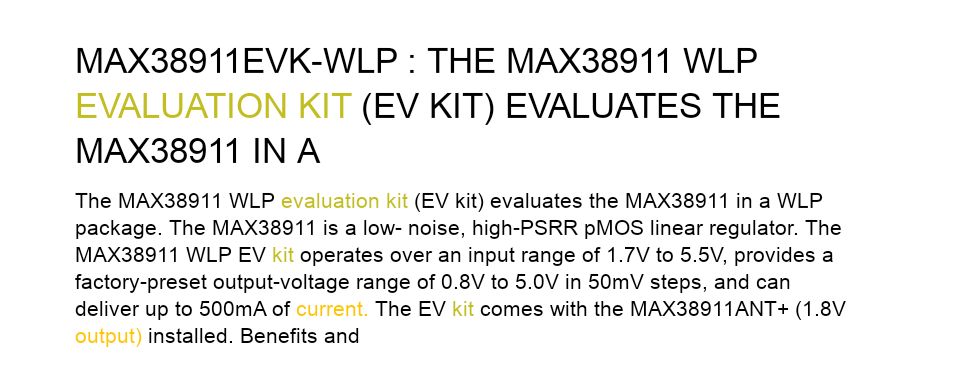 MAX38911EVK-WLP : THE MAX38911 WLP
EVALUATION KIT (EV KIT) EVALUATES THE
MAX38911 IN A
The MAX38911 WLP evaluation kit (EV kit) evaluates the MAX38911 in a WLP
package. The MAX38911 is a low- noise, high-PSRR pMOS linear regulator. The
MAX38911 WLP EV kit operates over an input range of 1.7V to 5.5V, provides a
factory-preset output-voltage range of 0.8V to 5.0V in 50mV steps, and can
deliver up to 500mA of current. The EV kit comes with the MAX38911ANT+ (1.8V
output) installed. Benefits and